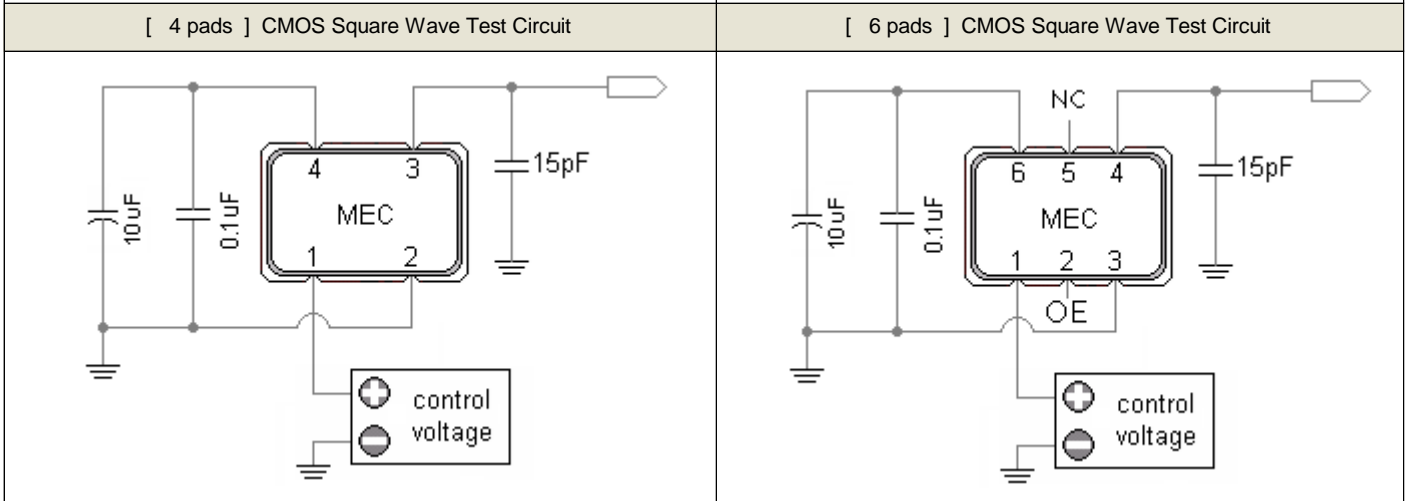 [ 4 pads ] CMOS Square Wave Test Circuit
4 3
MEC
1 2
10uF
0.1uF
15pF
control
voltage
[ 6 pads ] CMOS Square Wave Test Circuit
NC
6 5 4
MEC
1 2 3
OE
10uF
0.1uF
15pF
control
voltage